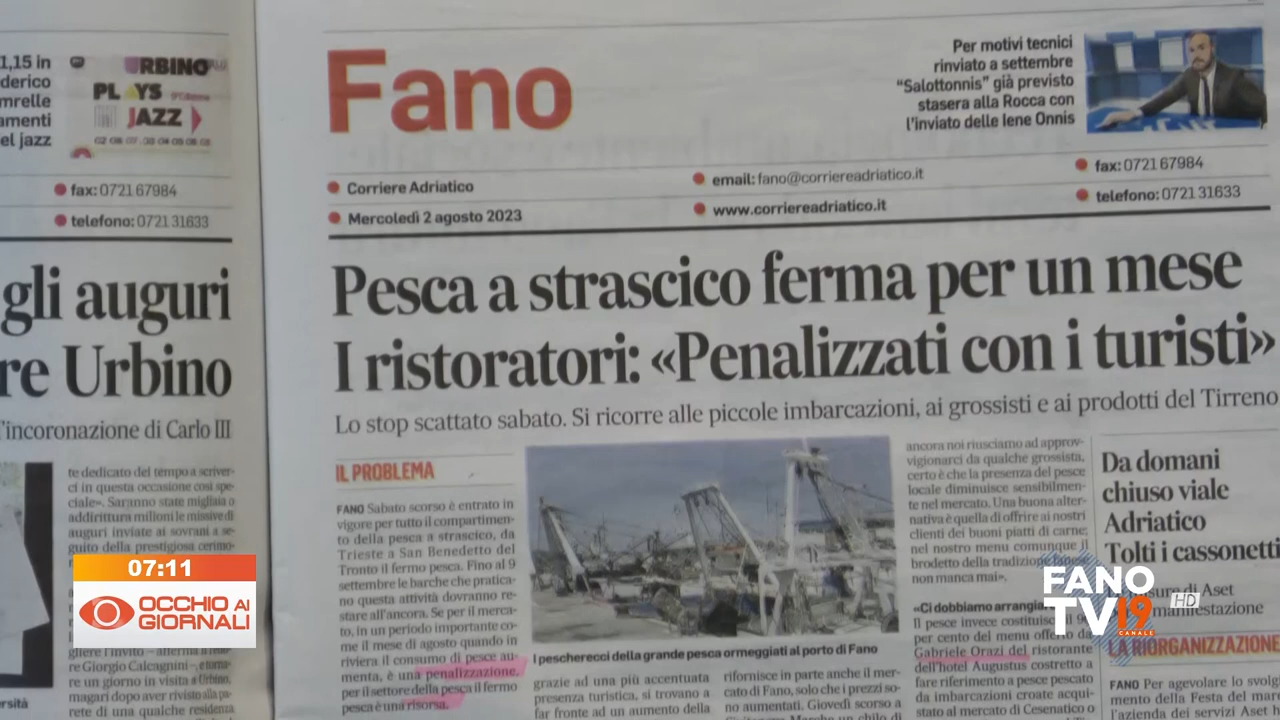 1,15 in
derico
mrelle
amenti
el jazz
URBINO
PLAYS
JAZZ
fax: 0721 67984
telefono: 0721 31633
gli auguri
re Urbino
l'incoronazione di Carlo III
te dedicato del tempo a scriver-
ci in questa occasione così spe-
ciale». Saranno state migliaia o
addirittura milioni le missive di
auguri inviate ai sovrani a se-
guito della prestigiosa cerimo-
gliere l'invito – afferma
re Giorgio Calcagnini –, e torna-
re un giorno in visita a Urbino,
magari dopo aver rivisto alla pa-
rete di una qualche residenza
Fano
Per motivi tecnici
rinviato a settembre
"Salottonnis" già previsto
stasera alla Rocca con
l'inviato delle Iene Onnis
Corriere Adriatico
email: fano@corriereadriatico.it
fax: 0721 67984
Mercoledì 2 agosto 2023
www.corriereadriatico.it
telefono: 0721 31633
Pesca a strascico ferma per un mese
I ristoratori: «Penalizzati con i turisti»
Lo stop scattato sabato. Si ricorre alle piccole imbarcazioni, ai grossisti e ai prodotti del Tirreno
IL PROBLEMA
FANO Sabato scorso è entrato in
vigore per tutto il compartimen-
to della pesca a strascico, da
Trieste a San Benedetto del
Tronto il fermo pesca. Fino al 9
settembre le barche che pratica-
no questa attività dovranno re-
stare all'ancora. Se per il merca-
to, in un periodo importante co-
me il mese di agosto quando in
riviera il consumo di pesce au-
menta, è una penalizzazione,
per il settore della pesca il fermo
pesca è una risorsa.
I pescherecci della grande pesca ormeggiati al porto di Fano
grazie ad una più accentuata
presenza turistica, si trovano a
far fronte ad un aumento della
rifornisce in parte anche il mer-
cato di Fano, solo che i prezzi so-
no aumentati. Giovedì scorso a
ancora noi riusciamo ad approv-
vigionarci da qualche grossista,
certo è che la presenza del pesce
locale diminuisce sensibilmen-
te nel mercato. Una buona alter-
nativa è quella di offrire ai nostri
clienti dei buoni piatti di carne;
nel nostro menu comunque il
brodetto della tradizione
non manca mai».
«Ci dobbiamo arrangiar
Il pesce invece costituisce il 9
per cento del menu offerto da
Gabriele Orazi del ristorante
dell'hotel Augustus costretto a
fare riferimento a pesce pescato
da imbarcazioni croate acqui-
stato al mercato di Cesenatico o
Da domani
chiuso viale
Adriatico
Tolti i cassonetti
Aset
manifestazione
LA RIORGANIZZAZIONE
FANO Per agevolare lo svolgi
mento della Festa del mare
l'azienda dei servizi Aset h
07:11
OCCHIO AI
GIORNALI
FANO
TV19 HD
CANALE